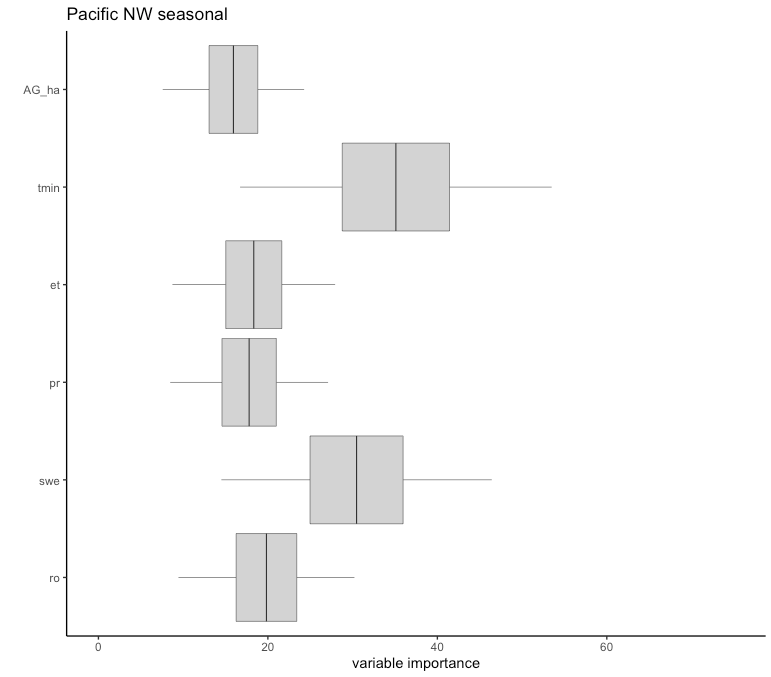 Pacific NW seasonal
AG_ha
tmin
et
pr
swe
ro
0 20 40 60
variable importance